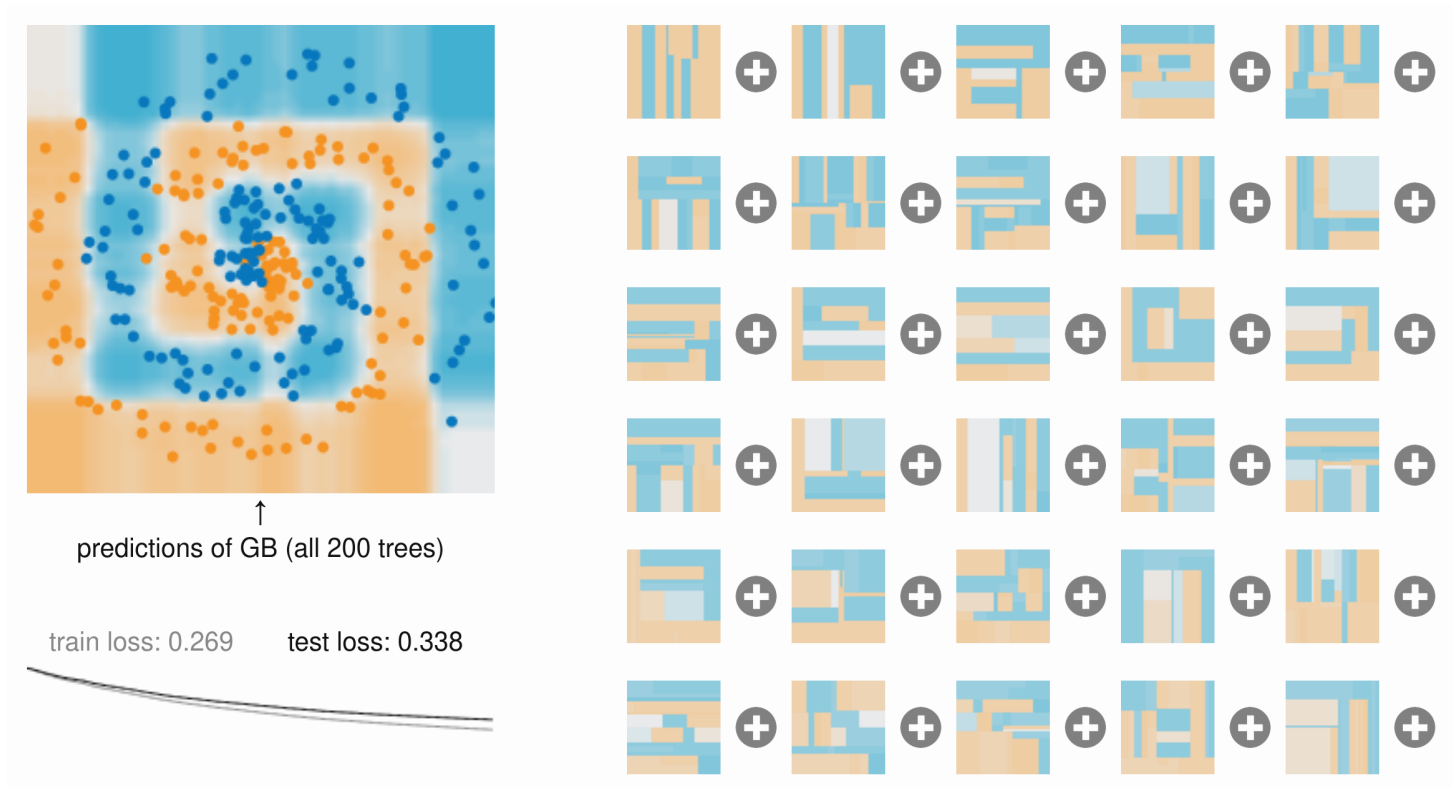 ↑
predictions of GB (all 200 trees)
train loss: 0.269 test loss: 0.338